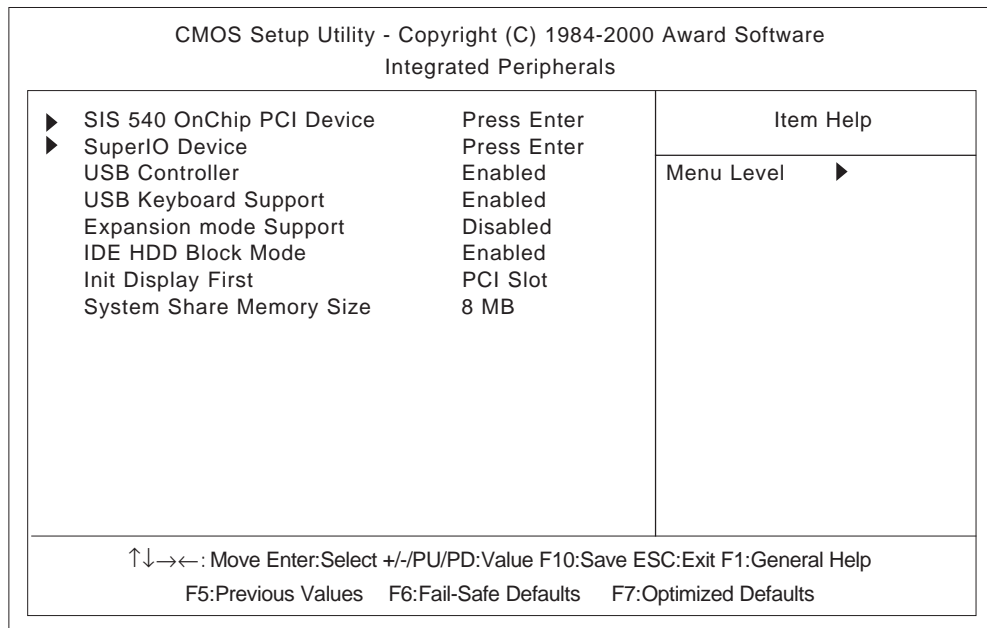 CMOS Setup Utility - Copyright (C) 1984-2000 Award Software
Integrated Peripherals
▶ SIS 540 OnChip PCI Device Press Enter
▶ SuperIO Device Press Enter
USB Controller Enabled
USB Keyboard Support Enabled
Expansion mode Support Disabled
IDE HDD Block Mode Enabled
Init Display First PCI Slot
System Share Memory Size 8 MB
Item Help
Menu Level ▶
↑↓→←: Move Enter:Select +/-/PU/PD:Value F10:Save ESC:Exit F1:General Help
F5:Previous Values F6:Fail-Safe Defaults F7:Optimized Defaults